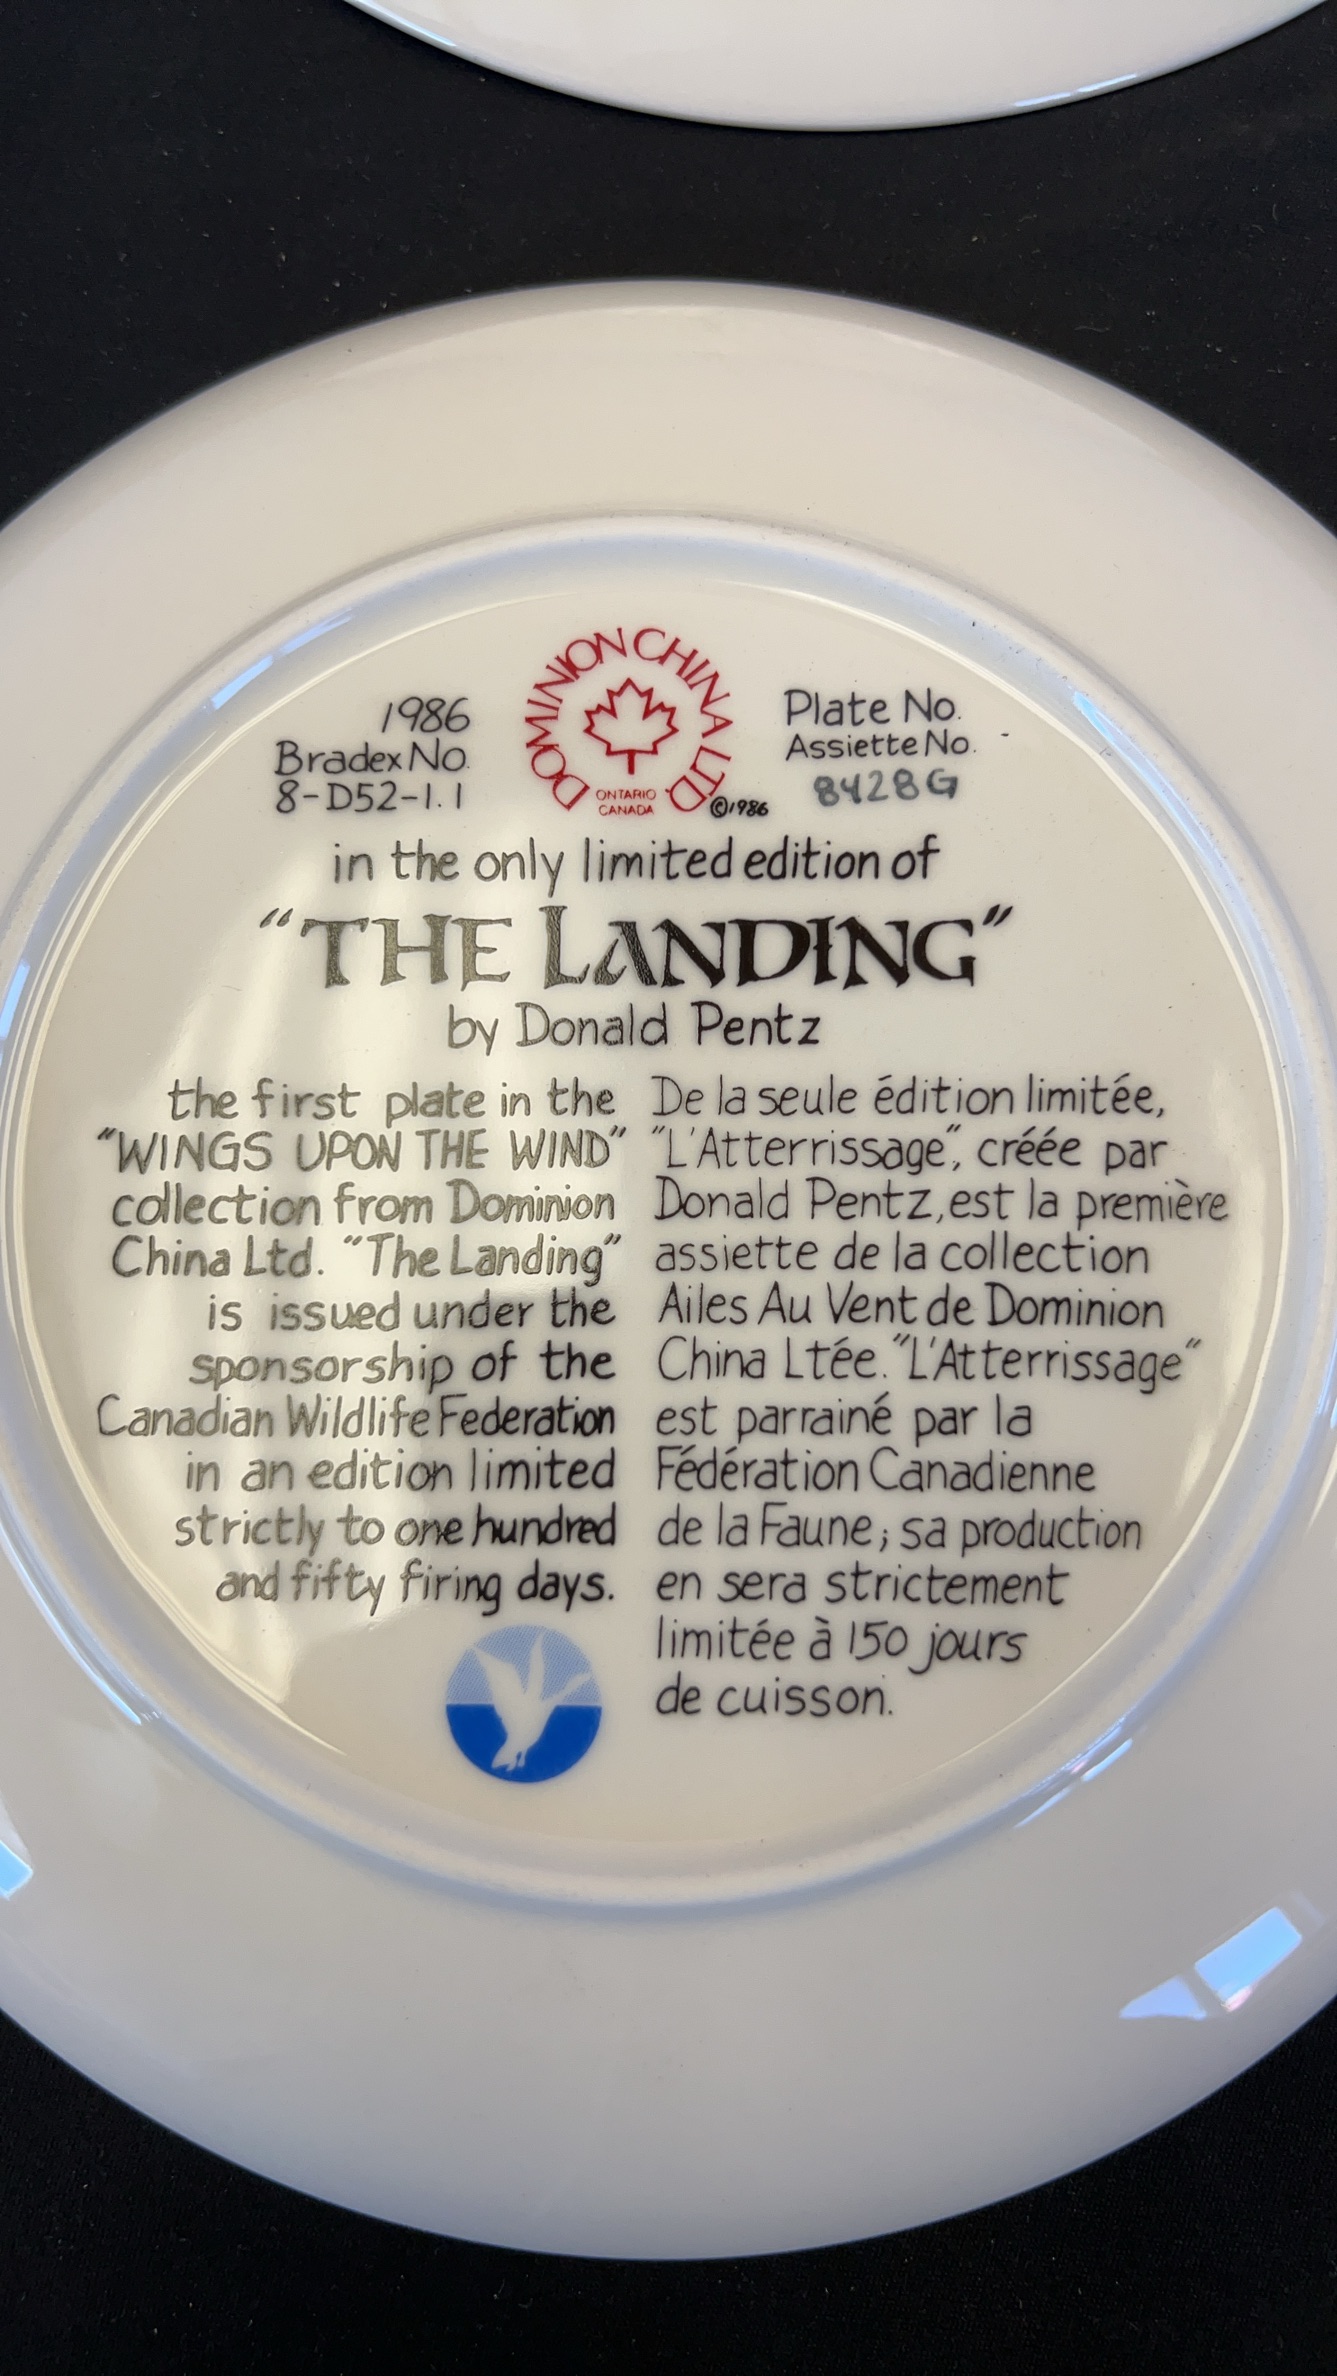 1986
Bradex No.
8-D52-1.1
DOMINION CHINA LTD.
ONTARIO
CANADA
©1986
Plate No.
Assiette No.
8428G
in the only limited edition of
"THE LANDING"
by Donald Pentz
the first plate in the
"WINGS UPON THE WIND"
collection from Dominion
China Ltd. "The Landing"
is issued under the
sponsorship of the
Canadian Wildlife Federation
in an edition limited
strictly to one hundred
and fifty firing days.
De la seule édition limitée,
"L'Atterrissage", créée par
Donald Pentz, est la première
assiette de la collection
Ailes Au Vent de Dominion
China Ltée. "L'Atterrissage"
est parrainé par la
Fédération Canadienne
de la Faune; sa production
en sera strictement
limitée à 150 jours
de cuisson.